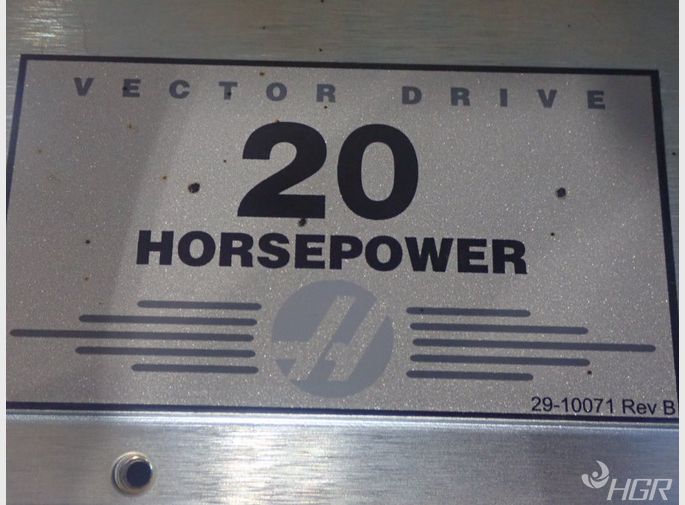 VECTOR DRIVE
20
HORSEPOWER
H
29-10071 Rev B
HGR